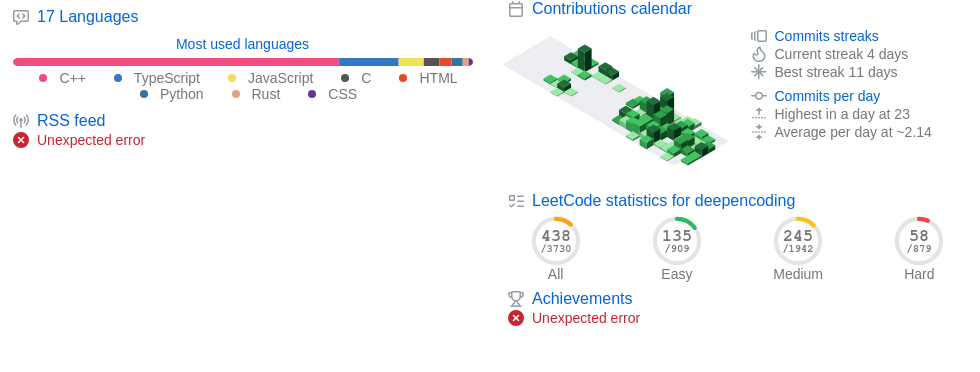 17 Languages
Most used languages
C++ TypeScript JavaScript C HTML
Python Rust CSS
RSS feed
Unexpected error
Contributions calendar
Commits streaks
Current streak 4 days
Best streak 11 days
Commits per day
Highest in a day at 23
Average per day at ~2.14
LeetCode statistics for deepencoding
438 135 245 58
/3730 /909 /1942 /879
All Easy Medium Hard
Achievements
Unexpected error